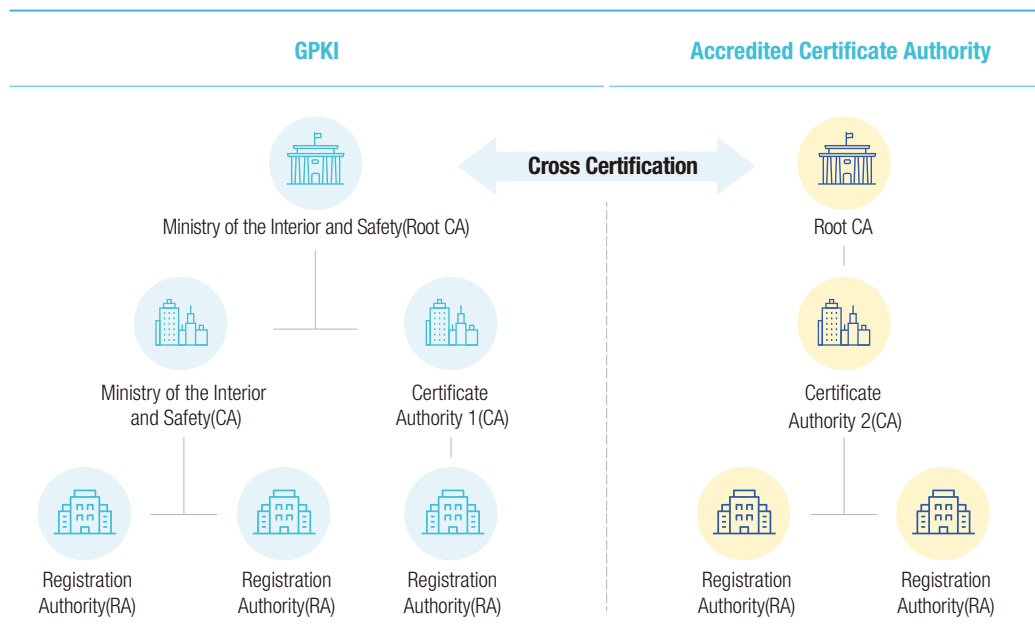 GPKI
Accredited Certificate Authority
Cross Certification
Ministry of the Interior and Safety(Root CA)
Root CA
Ministry of the Interior
and Safety(CA)
Certificate
Authority 1(CA)
Certificate
Authority 2(CA)
Registration
Authority(RA)
Registration
Authority(RA)
Registration
Authority(RA)
Registration
Authority(RA)
Registration
Authority(RA)